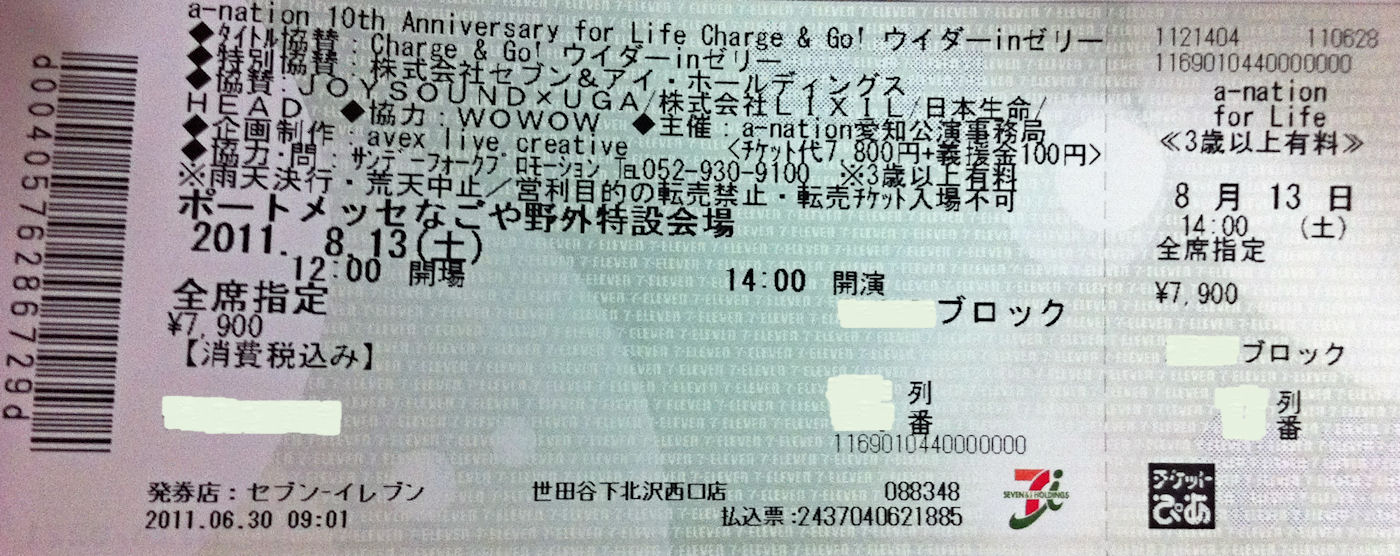 a-nation 10th Anniversary for Life Charge & Go! ウイダーinゼリー
◆ﾀｲﾄﾙ協賛：Charge & Go! ウイダーinゼリー
◆特別協賛：株式会社セブン&アイ・ホールディングス
◆協賛：ＪＯＹＳＯＵＮＤ×ＵＧＡ/株式会社ＬＩＸＩＬ/日本生命/
ＨＥＡＤ ◆協力：ＷＯＷＯＷ ◆主催：a-nation愛知公演事務局
◆企画制作：avex live creative <ﾁｹｯﾄ代7,800円+義援金100円>
◆協力・問：ｻﾝデｰフォｰクプﾛモｰション ℡052-930-9100 ※3歳以上有料
※雨天決行・荒天中止／営利目的の転売禁止・転売ﾁｹｯﾄ入場不可
ポートメッセなごや野外特設会場
2011. 8.13(土)
12:00 開場 14:00 開演
全席指定
¥7,900
【消費税込み】
ブロック
列
番
1169010440000000
発券店：セブン-イレブン 世田谷下北沢西口店 088348
2011.06.30 09:01 払込票:2437040621885
SEVEN & i HOLDINGS
d0040576286729d
1121404 110628
1169010440000000
a-nation
for Life
≪3歳以上有料≫
8 月 13 日
14:00 (土)
全席指定
¥7,900
ブロック
列
番
チケット
ぴあ